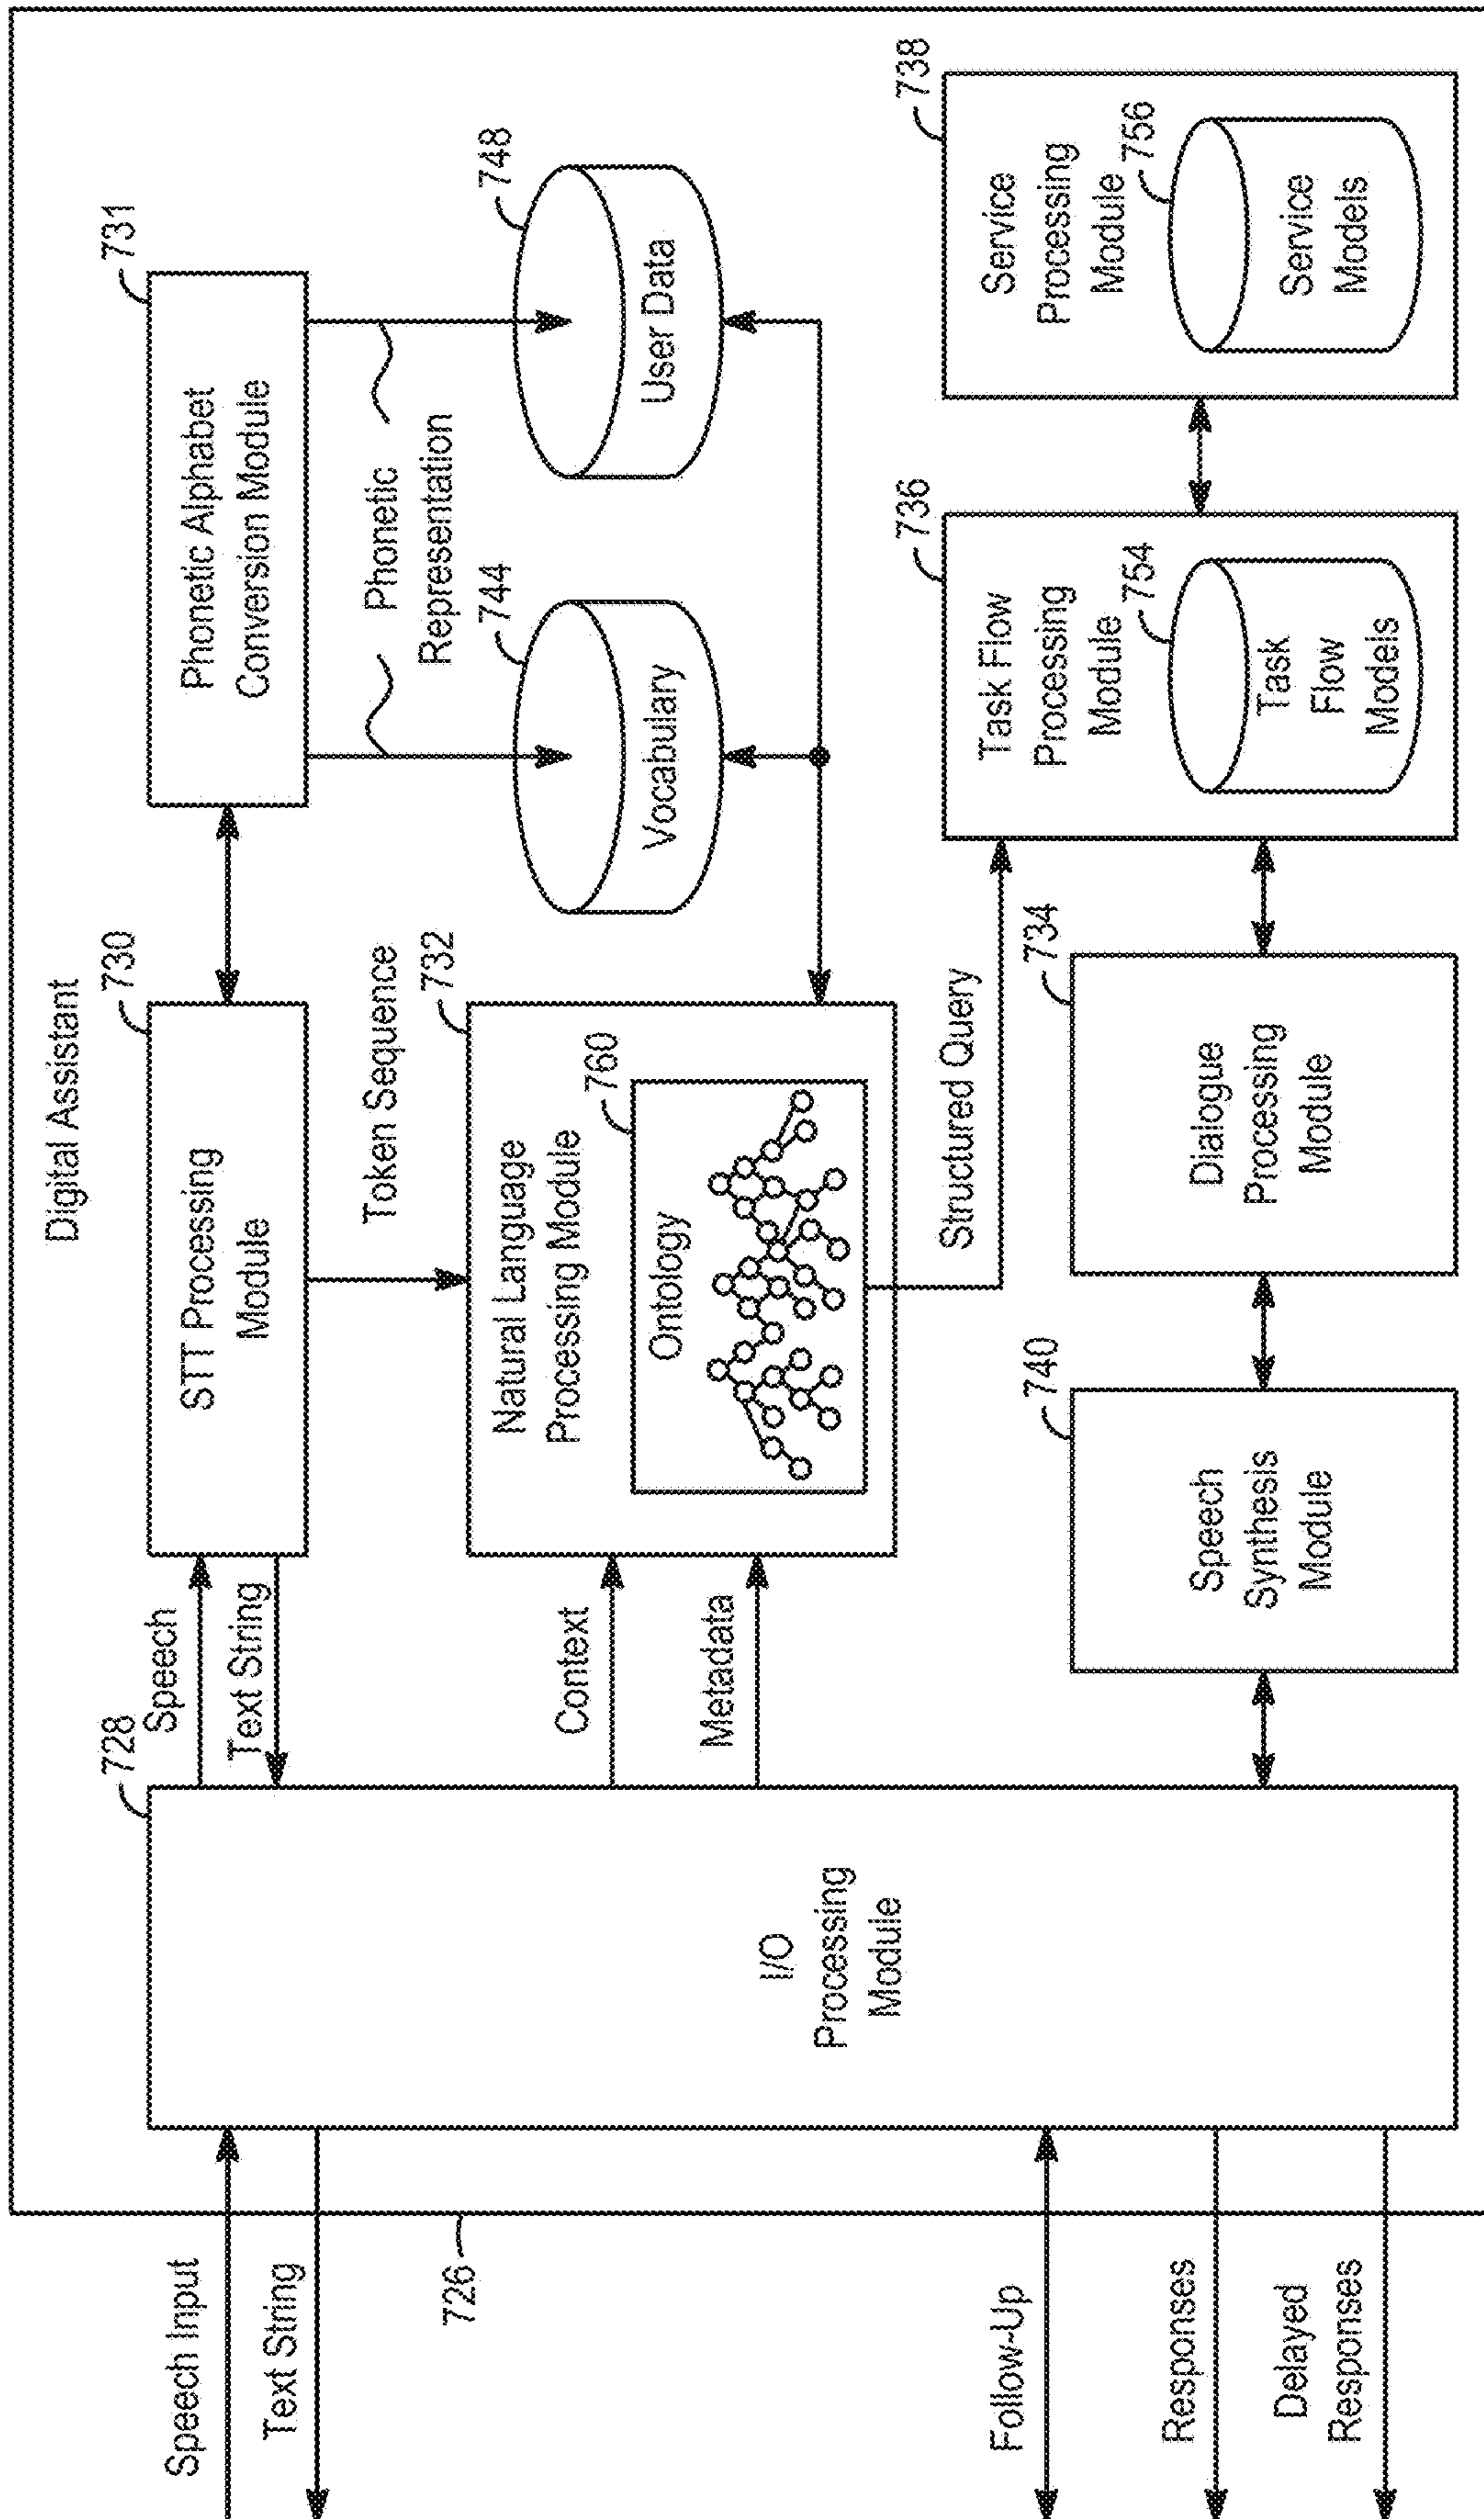 Digital Assistant
Speech Input
Text String
726
Follow-Up
Responses
Delayed
Responses
728
I/O
Processing
Module
Speech
Text String
Context
Metadata
730
STT Processing
Module
Token Sequence
731
Phonetic Alphabet
Conversion Module
Phonetic
Representation
744
Vocabulary
748
User Data
732
Natural Language
Processing Module
760
Ontology
Structured Query
740
Speech
Synthesis
Module
734
Dialogue
Processing
Module
736
Task Flow
Processing
Module
754
Task
Flow
Models
738
Service
Processing
Module
756
Service
Models